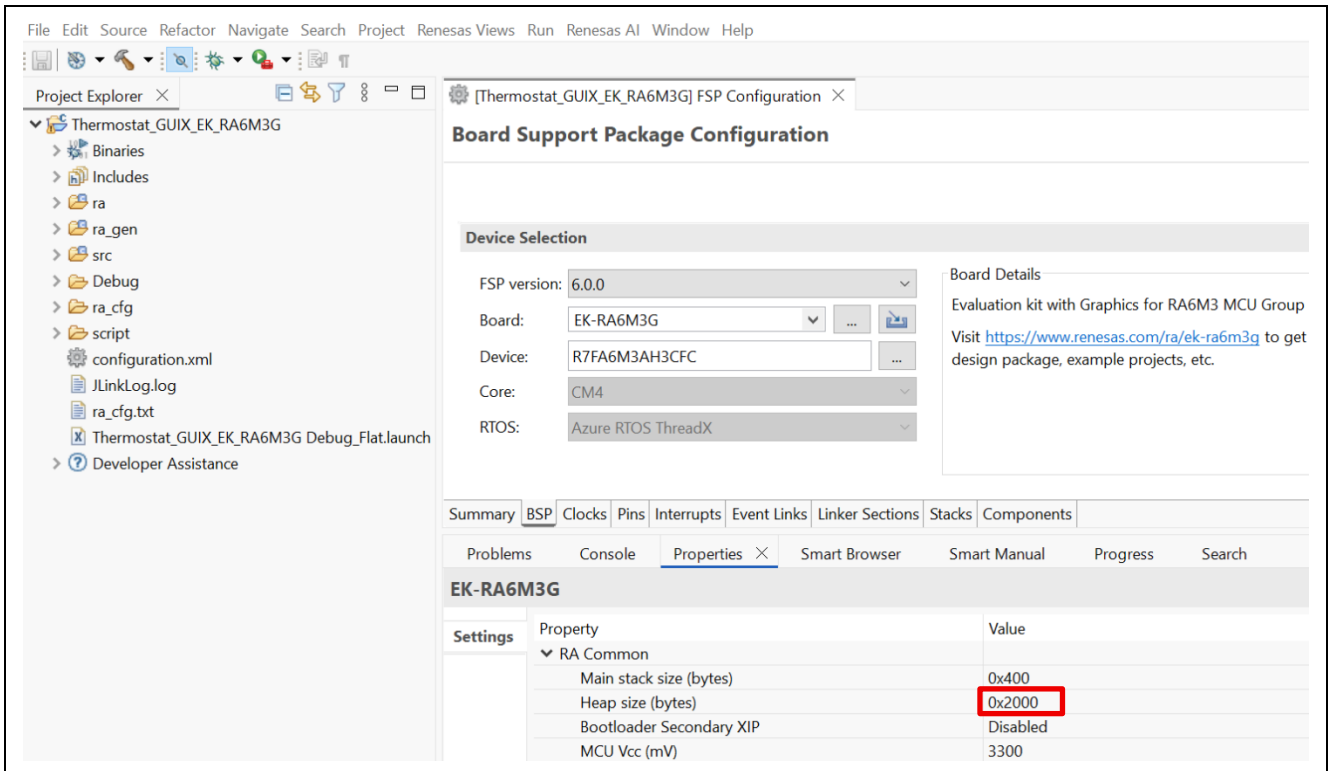 File Edit Source Refactor Navigate Search Project Renesas Views Run Renesas AI Window Help
Project Explorer
Thermostat_GUIX_EK_RA6M3G
Binaries
Includes
ra
ra_gen
src
Debug
ra_cfg
script
configuration.xml
JLinkLog.log
ra_cfg.txt
Thermostat_GUIX_EK_RA6M3G Debug_Flat.launch
Developer Assistance
[Thermostat_GUIX_EK_RA6M3G] FSP Configuration
Board Support Package Configuration
Device Selection
FSP version: 6.0.0
Board: EK-RA6M3G ...
Device: R7FA6M3AH3CFC ...
Core: CM4
RTOS: Azure RTOS ThreadX
Board Details
Evaluation kit with Graphics for RA6M3 MCU Group
Visit https://www.renesas.com/ra/ek-ra6m3g to get
design package, example projects, etc.
Summary BSP Clocks Pins Interrupts Event Links Linker Sections Stacks Components
Problems Console Properties Smart Browser Smart Manual Progress Search
EK-RA6M3G
Settings
Property Value
RA Common
Main stack size (bytes) 0x400
Heap size (bytes) 0x2000
Bootloader Secondary XIP Disabled
MCU Vcc (mV) 3300